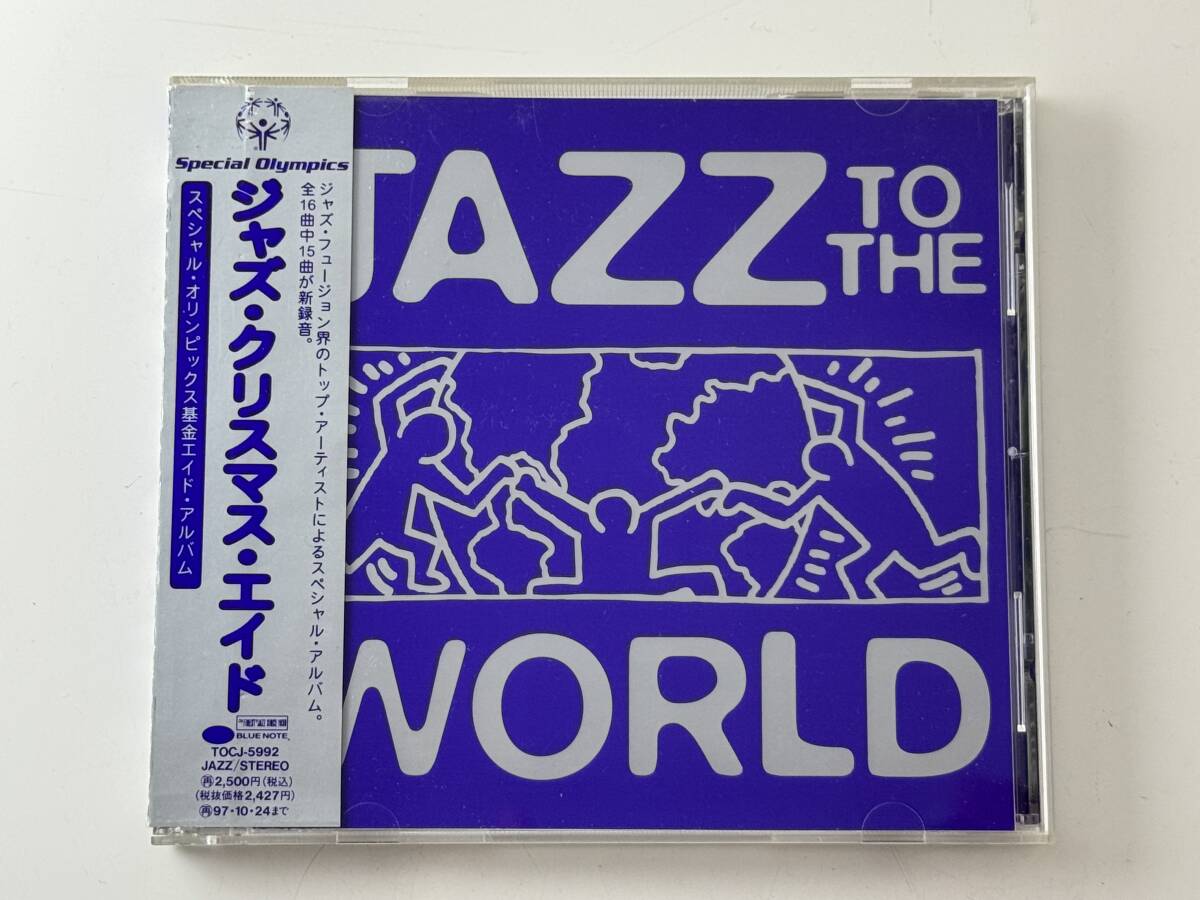 Special Olympics
ジャズ・クリスマス・エイド
スペシャル・オリンピックス基金エイド・アルバム
ジャズ・フュージョン界のトップ・アーティストによるスペシャル・アルバム。
全16曲中15曲が新録音。
BLUE NOTE
TOCJ-5992
JAZZ/STEREO
再2,500円(税込)
(税抜価格2,427円)
再97・10・24まで
JAZZ
TO
THE
WORLD